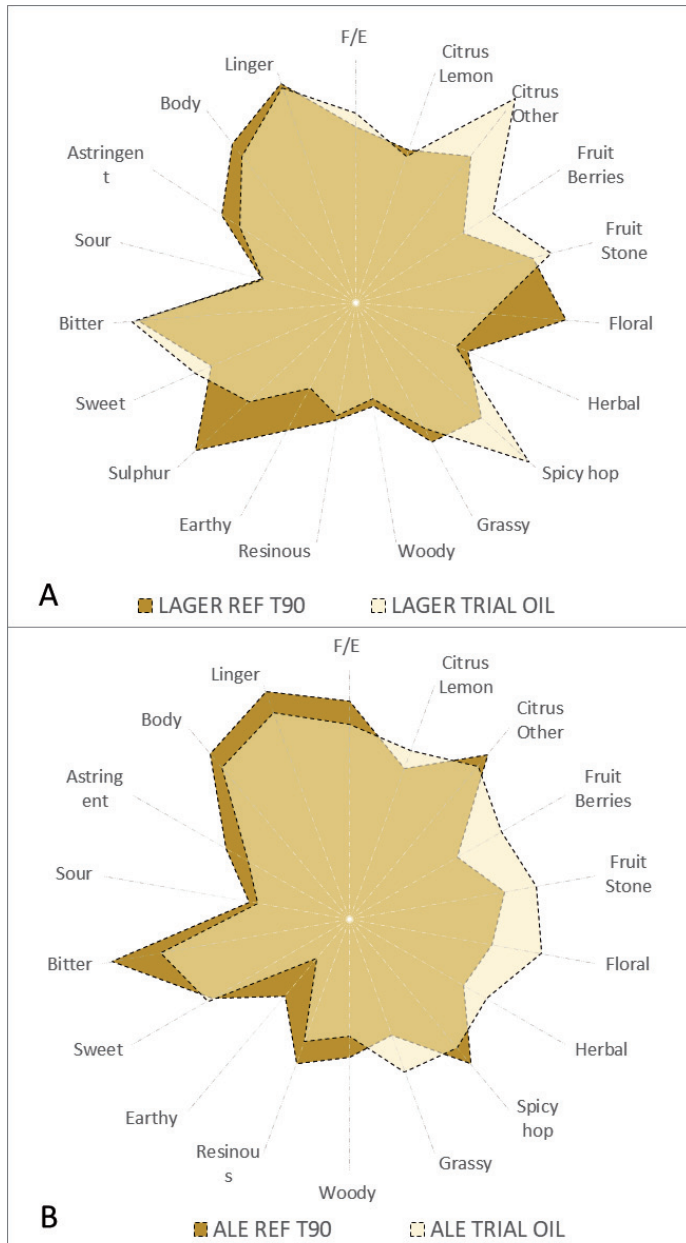 F/E
Citrus
Lemon
Citrus
Other
Fruit
Berries
Fruit
Stone
Floral
Herbal
Spicy hop
Grassy
Woody
Resinous
Earthy
Sulphur
Sweet
Bitter
Sour
Astringen
t
Body
Linger
A
LAGER REF T90
LAGER TRIAL OIL
F/E
Citrus
Lemon
Citrus
Other
Fruit
Berries
Fruit
Stone
Floral
Herbal
Spicy
hop
Grassy
Woody
Resinou
s
Earthy
Sweet
Bitter
Sour
Astring
ent
Body
Linger
B
ALE REF T90
ALE TRIAL OIL